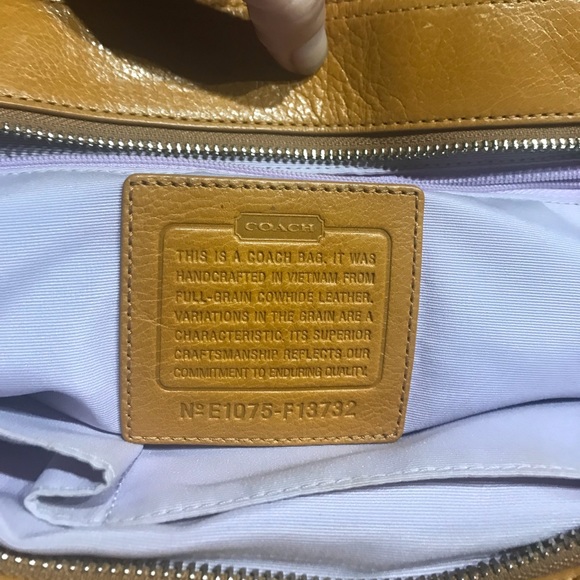 COACH
THIS IS A COACH BAG. IT WAS
HANDCRAFTED IN VIETNAM FROM
FULL-GRAIN COWHIDE LEATHER.
VARIATIONS IN THE GRAIN ARE A
CHARACTERISTIC. ITS SUPERIOR
CRAFTSMANSHIP REFLECTS OUR
COMMITMENT TO ENDURING QUALITY.
Nº E1075-F13732